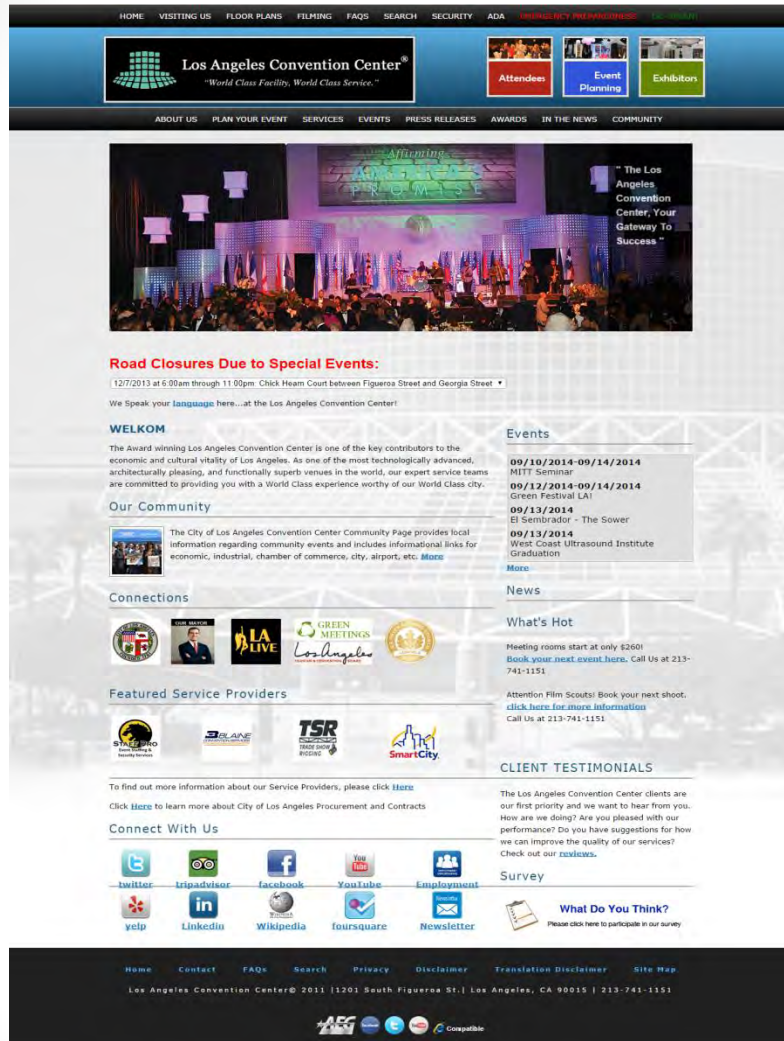 HOME VISITING US FLOOR PLANS FILMING FAQS SEARCH SECURITY ADA EMERGENCY PREPAREDNESS
Los Angeles Convention Center®
"World Class Facility, World Class Service."
Attendees
Event
Planning
Exhibitors
ABOUT US PLAN YOUR EVENT SERVICES EVENTS PRESS RELEASES AWARDS IN THE NEWS COMMUNITY
Affirming
AMERICA'S
PROMISE
" The Los
Angeles
Convention
Center, Your
Gateway To
Success "
Road Closures Due to Special Events:
12/7/2013 at 6:00am through 11:00pm Chick Hearn Court between Figueroa Street and Georgia Street
We Speak your language here...at the Los Angeles Convention Center!
WELKOM
The Award winning Los Angeles Convention Center is one of the key contributors to the
economic and cultural vitality of Los Angeles. As one of the most technologically advanced,
architecturally pleasing, and functionally superb venues in the world, our expert service teams
are committed to providing you with a World Class experience worthy of our World Class city.
Our Community
The City of Los Angeles Convention Center Community Page provides local
information regarding community events and includes informational links for
economic, industrial, chamber of commerce, city, airport, etc. More
Connections
OUR MAYOR
LA
LIVE
GREEN
MEETINGS
Los Angeles
Featured Service Providers
STAFF PRO
Event Staffing &
Security Services
BLAINE
TSR
TRADE SHOW
RIGGING
SmartCity.
To find out more information about our Service Providers, please click Here
Click Here to learn more about City of Los Angeles Procurement and Contracts
Connect With Us
twitter tripadvisor facebook YouTube Employment
yelp Linkedin Wikipedia foursquare Newsletter
Events
09/10/2014-09/14/2014
MITT Seminar
09/12/2014-09/14/2014
Green Festival LA!
09/13/2014
El Sembrador - The Sower
09/13/2014
West Coast Ultrasound Institute
Graduation
More
News
What's Hot
Meeting rooms start at only $260!
Book your next event here. Call Us at 213-
741-1151
Attention Film Scouts! Book your next shoot.
click here for more information
Call Us at 213-741-1151
CLIENT TESTIMONIALS
The Los Angeles Convention Center clients are
our first priority and we want to hear from you.
How are we doing? Are you pleased with our
performance? Do you have suggestions for how
we can improve the quality of our services?
Check out our reviews.
Survey
What Do You Think?
Please click here to participate in our survey
Home Contact FAQs Search Privacy Disclaimer Translation Disclaimer Site Map
Los Angeles Convention Center© 2011 |1201 South Figueroa St.| Los Angeles, CA 90015 | 213-741-1151
AEG Compatible